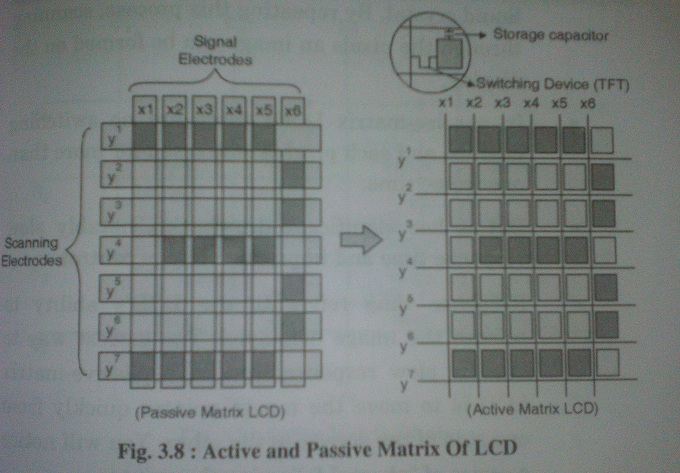 Signal
Electrodes
Storage capacitor
Switching Device (TFT)
x1 x2 x3 x4 x5 x6
x1 x2 x3 x4 x5 x6
y1
y2
y3
y4
y5
y6
y7
Scanning
Electrodes
y1
y2
y3
y4
y5
y6
y7
(Passive Matrix LCD)
(Active Matrix LCD)
Fig. 3.8 : Active and Passive Matrix Of LCD